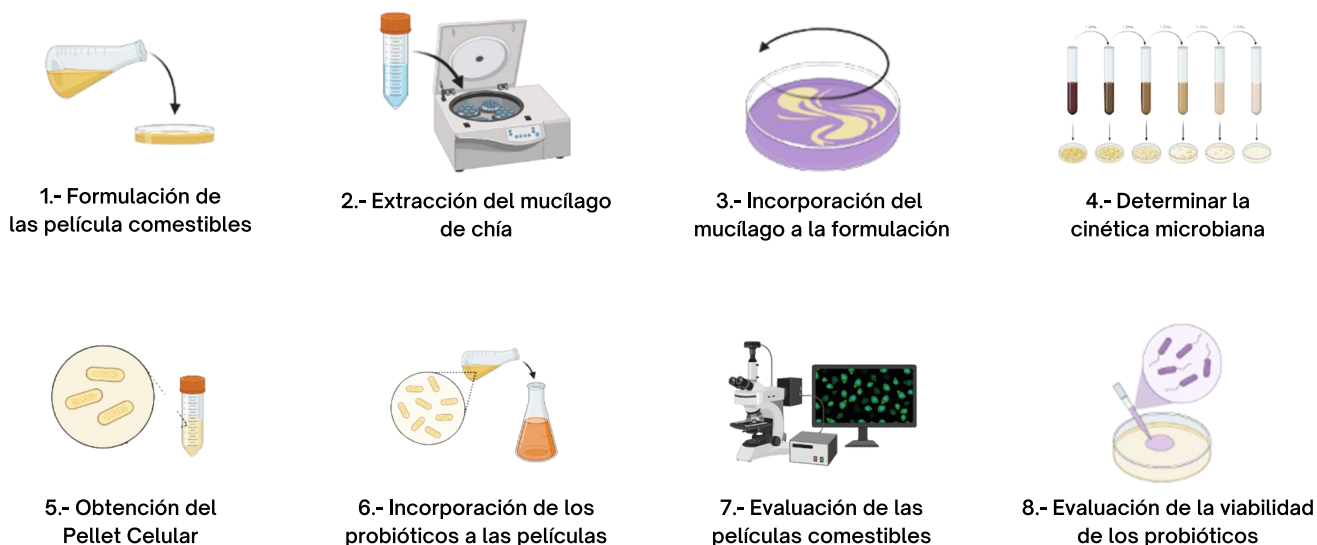 1.- Formulación de
las película comestibles
2.- Extracción del mucílago
de chía
3.- Incorporación del
mucílago a la formulación
4.- Determinar la
cinética microbiana
5.- Obtención del
Pellet Celular
6.- Incorporación de los
probióticos a las películas
7.- Evaluación de las
películas comestibles
8.- Evaluación de la viabilidad
de los probióticos